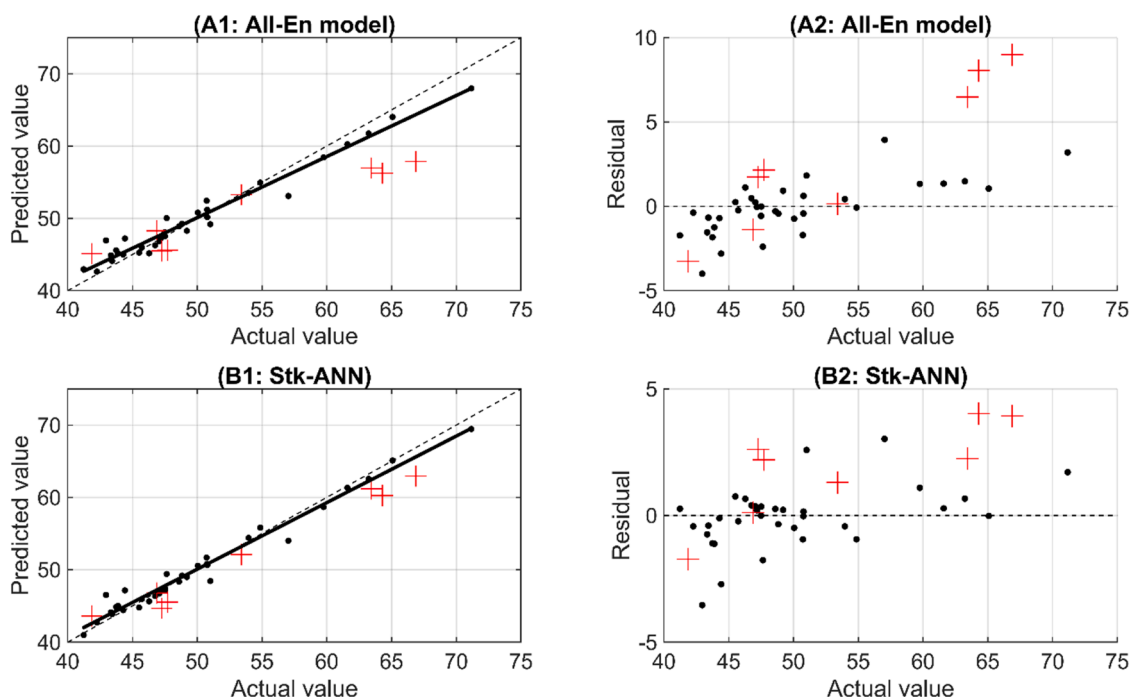 (A1: All-En model)
Predicted value
70
60
50
40
40 45 50 55 60 65 70 75
Actual value
(A2: All-En model)
Residual
10
5
0
-5
40 45 50 55 60 65 70 75
Actual value
(B1: Stk-ANN)
Predicted value
70
60
50
40
40 45 50 55 60 65 70 75
Actual value
(B2: Stk-ANN)
Residual
5
0
-5
40 45 50 55 60 65 70 75
Actual value